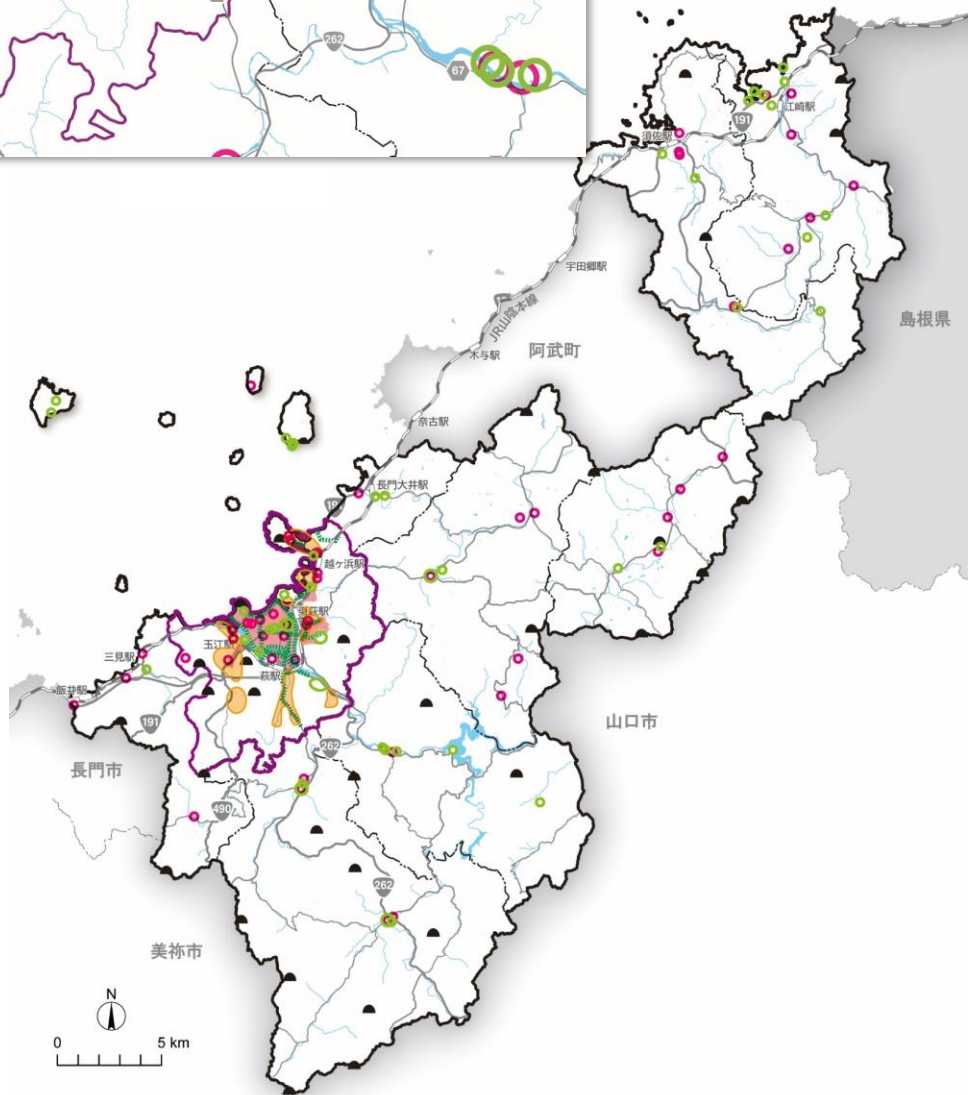 262
67
191
江崎駅
須佐駅
宇田郷駅
JR山陰本線
島根県
木与駅
阿武町
奈古駅
長門大井駅
越ヶ浜駅
東萩駅
玉江駅
三見駅
萩駅
飯井駅
山口市
191
262
長門市
490
262
美祢市
N
0 5 km